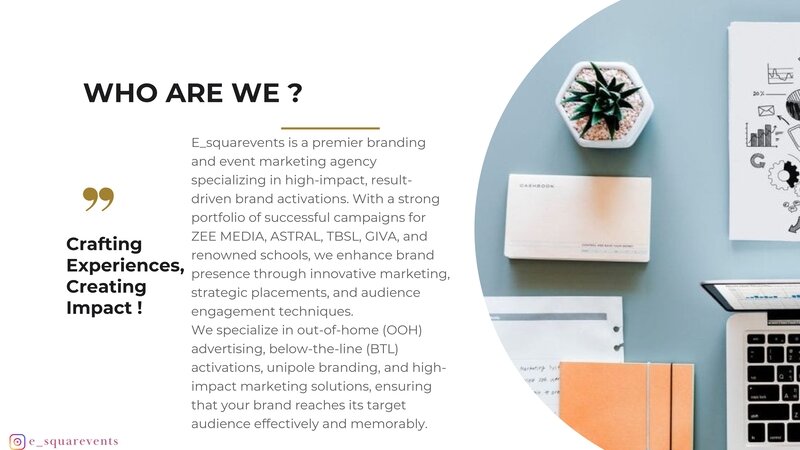 WHO ARE WE ?
E_squarevents is a premier branding
and event marketing agency
specializing in high-impact, result-
driven brand activations. With a strong
portfolio of successful campaigns for
ZEE MEDIA, ASTRAL, TBSL, GIVA, and
renowned schools, we enhance brand
presence through innovative marketing,
strategic placements, and audience
engagement techniques.
We specialize in out-of-home (OOH)
advertising, below-the-line (BTL)
activations, unipole branding, and high-
impact marketing solutions, ensuring
that your brand reaches its target
audience effectively and memorably.
Crafting
Experiences,
Creating
Impact !
e_squarevents
CASHBOOK
20%